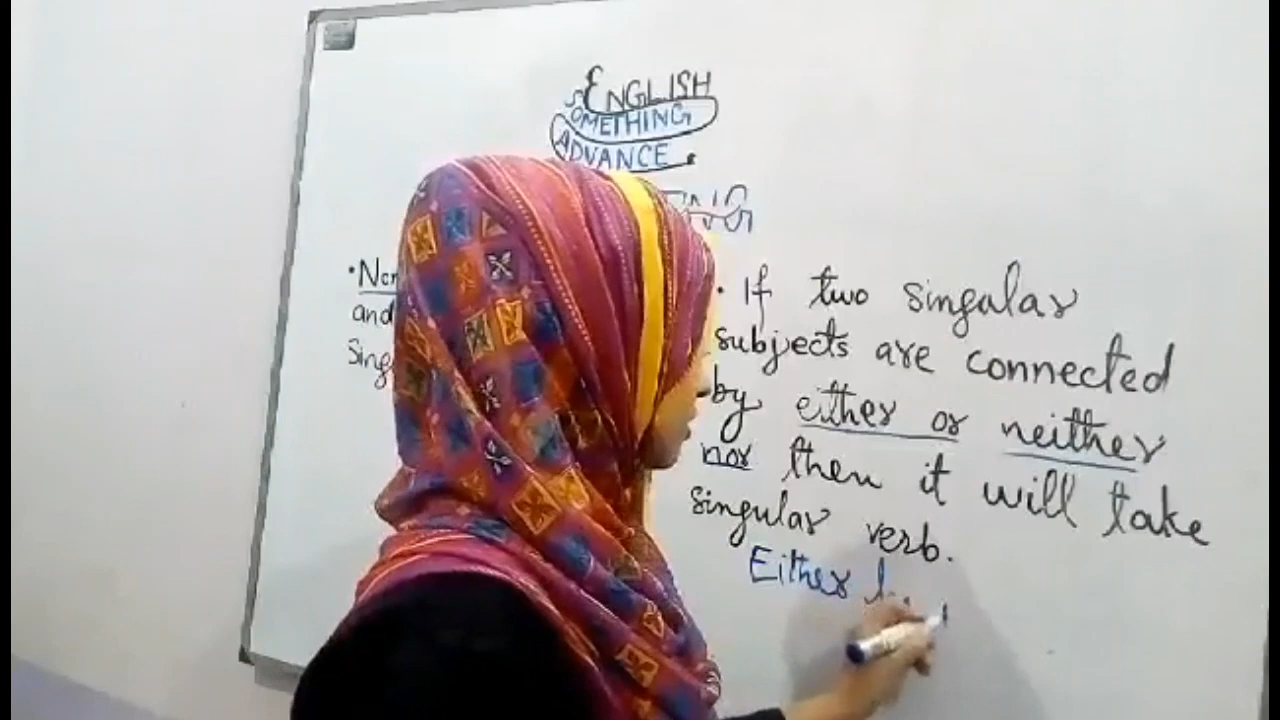 ENGLISH
SOMETHING
ADVANCE
and
• If two singular
subjects are connected
by either or neither
nor then it will take
singular verb.
Either